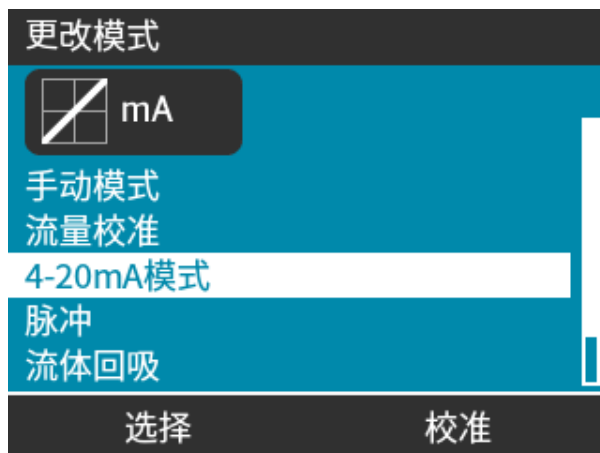 更改模式
mA
手动模式
流量校准
4-20mA模式
脉冲
流体回吸
选择 校准